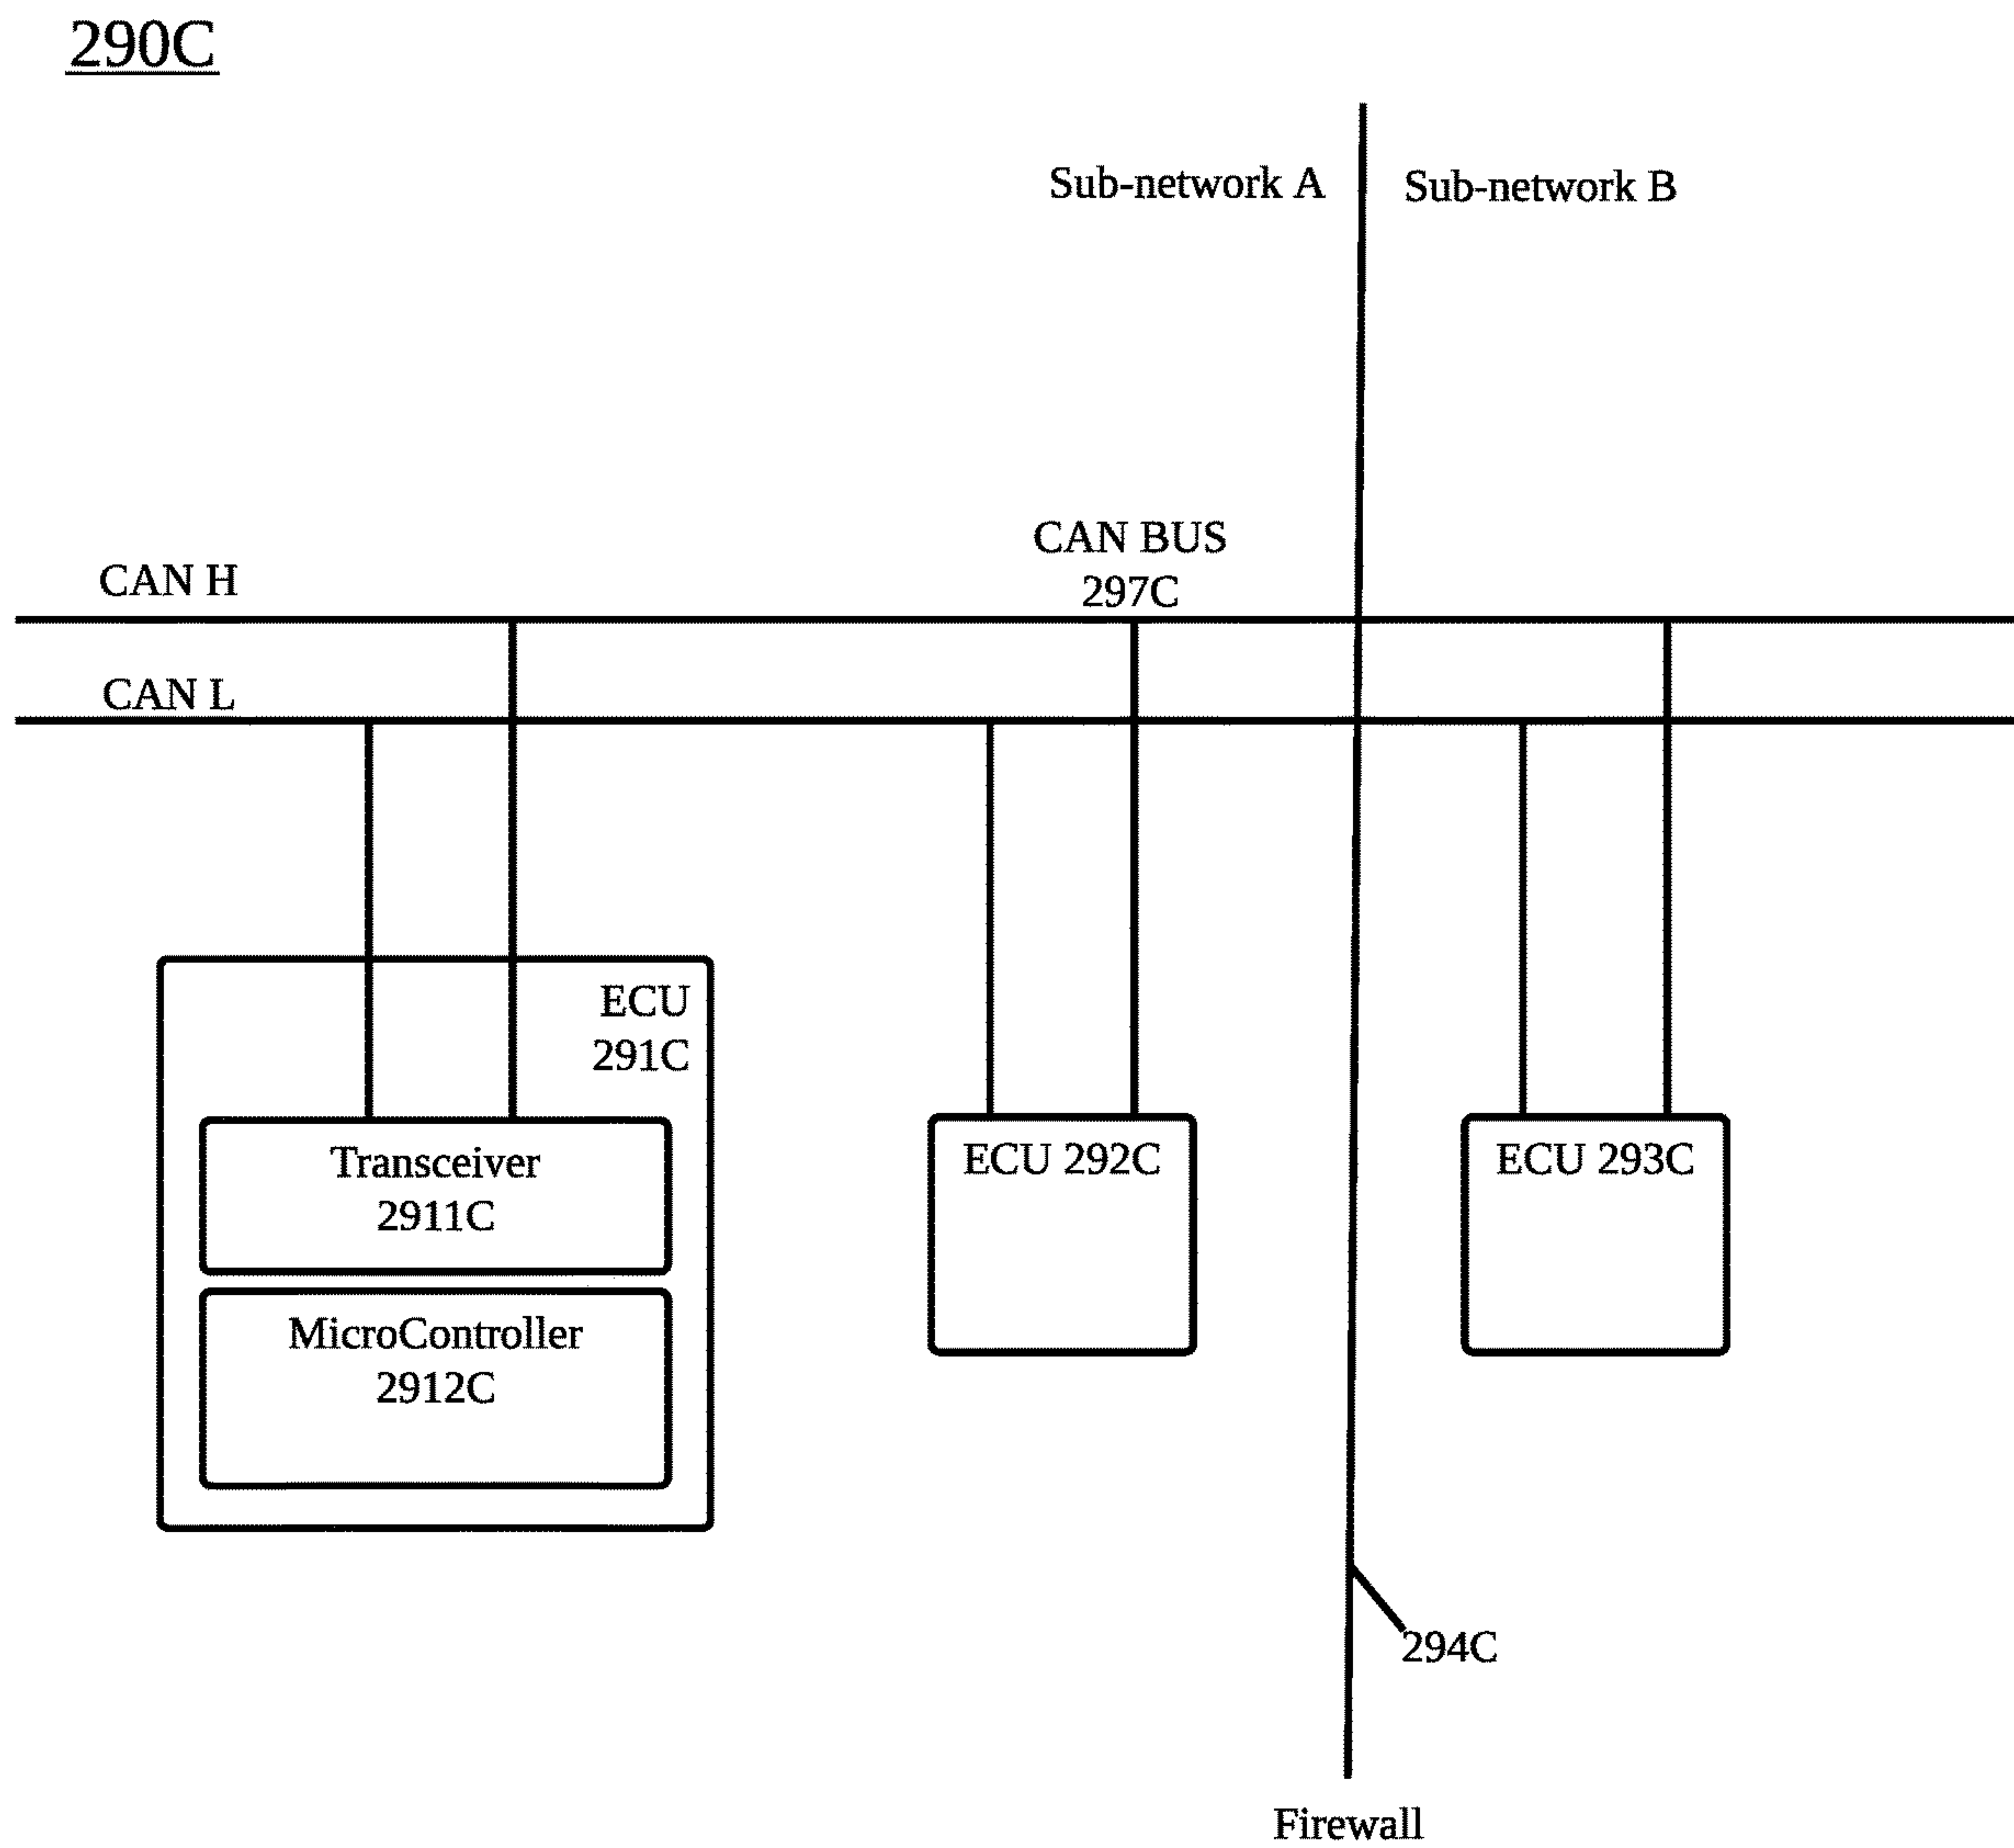 290C
Sub-network A
Sub-network B
CAN BUS
297C
CAN H
CAN L
ECU
291C
Transceiver
2911C
MicroController
2912C
ECU 292C
ECU 293C
294C
Firewall